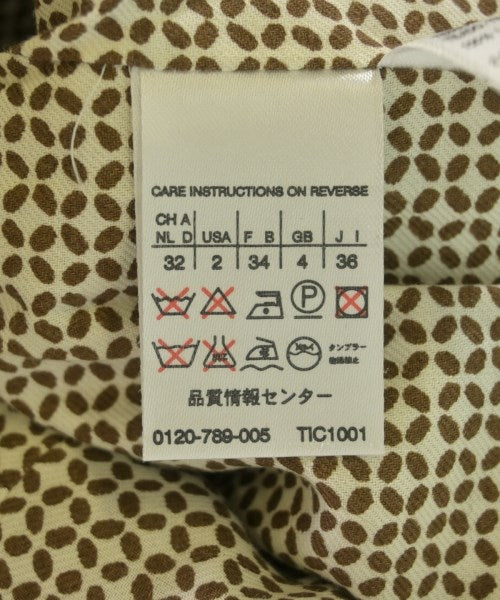 CARE INSTRUCTIONS ON REVERSE
CH A
NL D USA F B GB J I
32 2 34 4 36
P
タンブラー
乾燥禁止
品質情報センター
0120-789-005 TIC1001